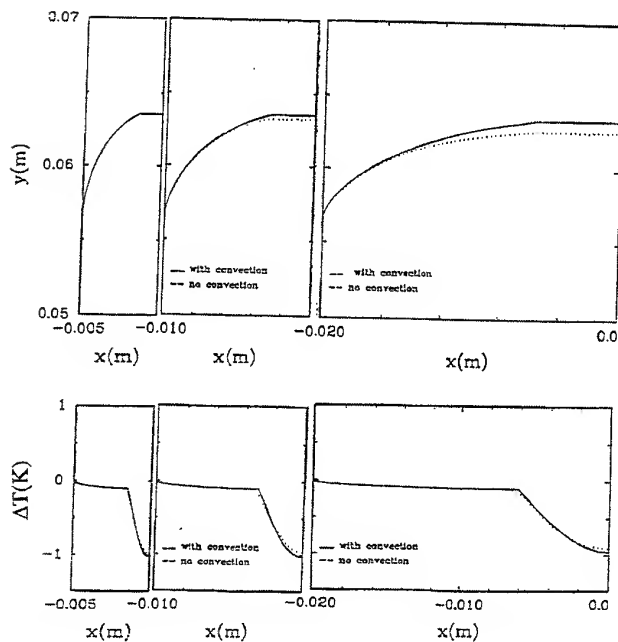 0.07
y(m)
0.06
0.05
with convection
no convection
with convection
no convection
-0.005
-0.010
-0.020
0.0
x(m)
x(m)
x(m)
1
ΔT(K)
0
-1
with convection
no convection
with convection
no convection
-0.005
-0.010
-0.020
-0.010
0.0
x(m)
x(m)
x(m)